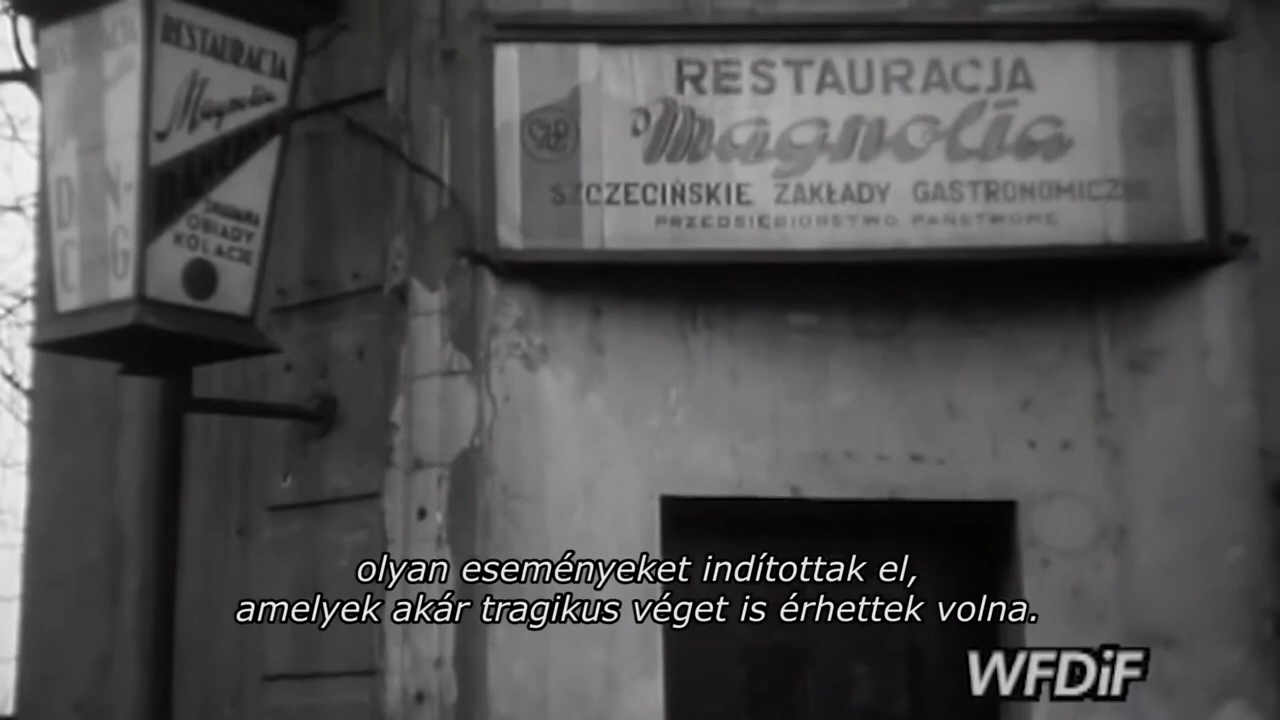 RESTAURACJA
Magnolia
DANCING
ŚNIADANIA
OBIADY
KOLACJE
RESTAURACJA
Magnolia
SZCZECIŃSKIE ZAKŁADY GASTRONOMICZNE
PRZEDSIĘBIORSTWO PAŃSTWOWE
olyan eseményeket indítottak el,
amelyek akár tragikus véget is érhettek volna.
WFDiF